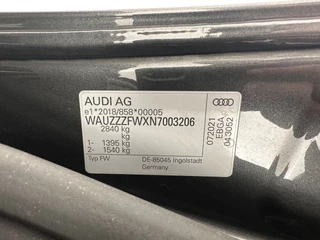 AUDI AG
e1*2018/858*00005
WAUZZZFWXN7003206
2840 kg
kg
1- 1395 kg
2- 1540 kg
Typ FW
DE-85045 Ingolstadt
Germany
07/2021
EBGA
043052